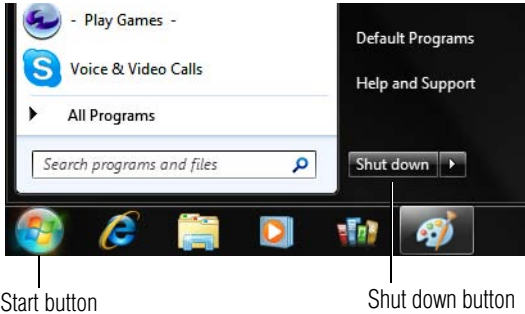 - Play Games -
Voice & Video Calls
All Programs
Search programs and files
Default Programs
Help and Support
Shut down
Start button
Shut down button